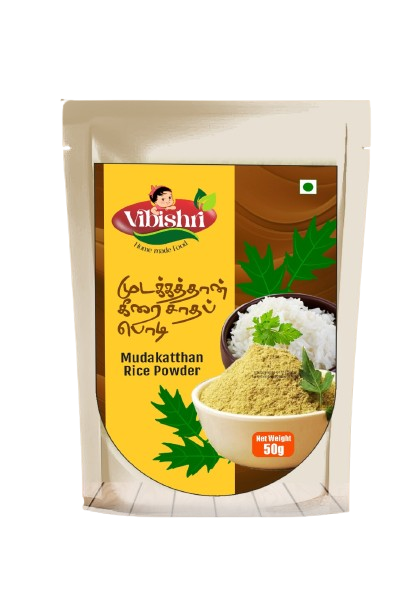 Vibishri
Home made Food
முடக்கத்தான்
கீரை சாதப்
பொடி
Mudakatthan
Rice Powder
Net Weight
50g